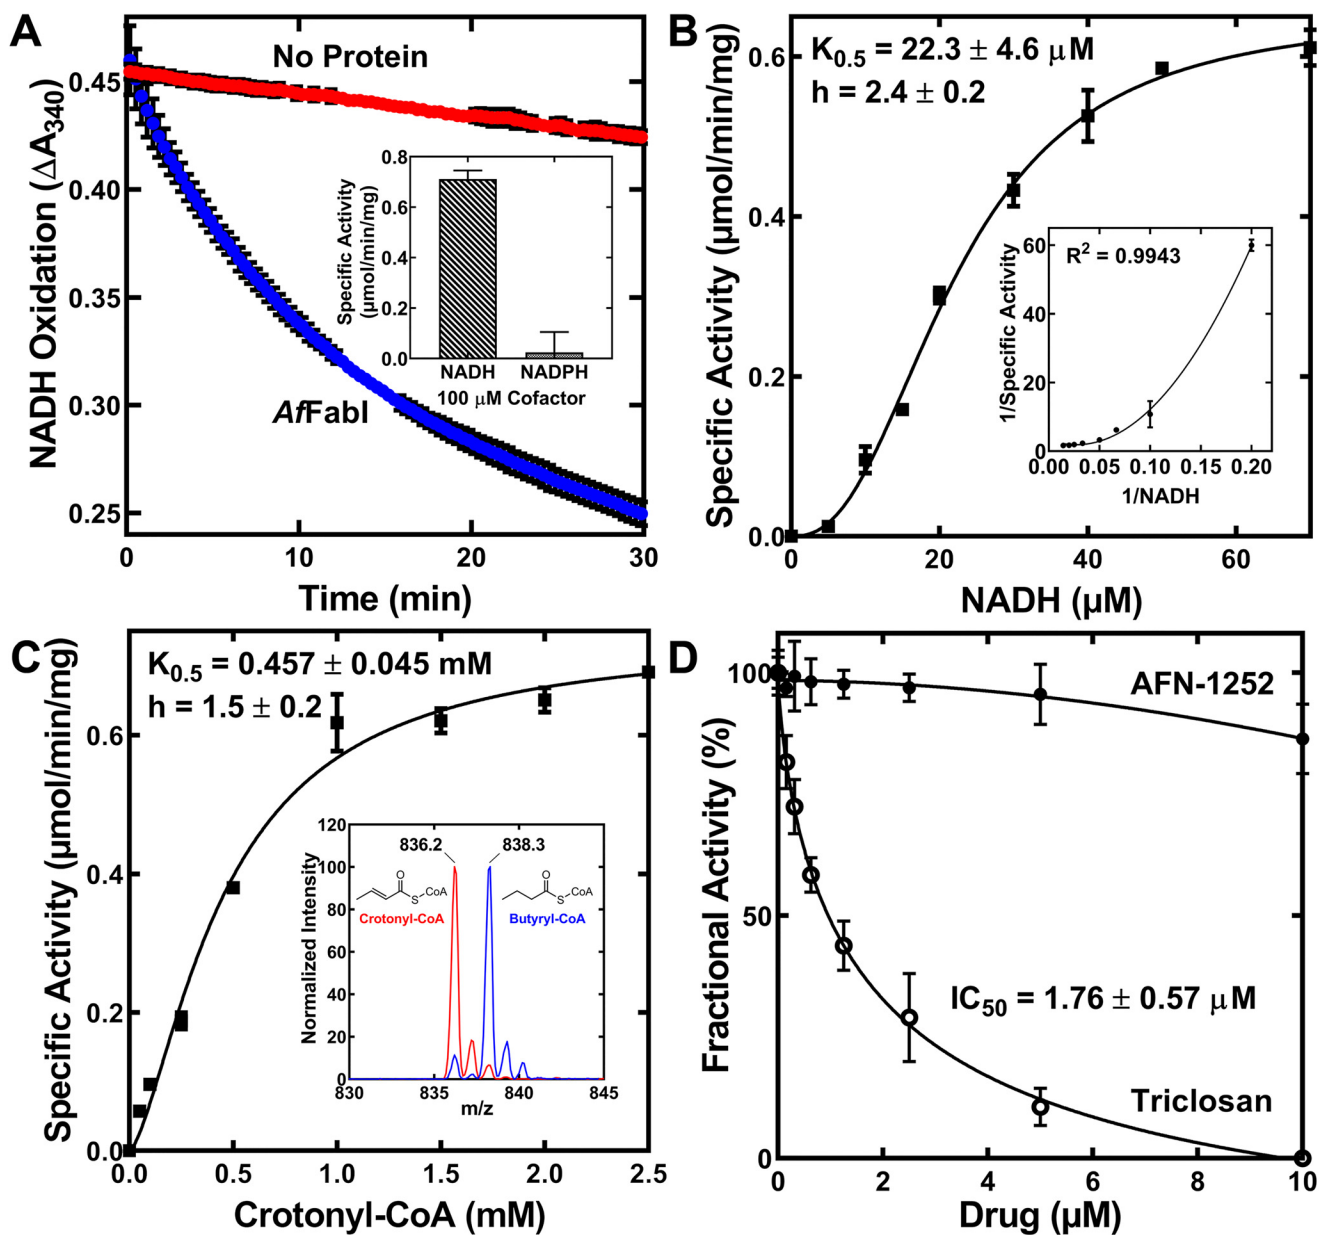 A
NADH Oxidation (ΔA340)
0.45
0.40
0.35
0.30
0.25
No Protein
AfFabI
0
10
20
30
Time (min)
Specific Activity
(μmol/min/mg)
0.8
0.6
0.4
0.2
0.0
NADH
NADPH
100 μM Cofactor
B
Specific Activity (μmol/min/mg)
0.6
0.4
0.2
0.0
K0.5 = 22.3 ± 4.6 μM
h = 2.4 ± 0.2
0
20
40
60
NADH (μM)
1/Specific Activity
60
40
20
0
R2 = 0.9943
0.00
0.05
0.10
0.15
0.20
1/NADH
C
Specific Activity (μmol/min/mg)
0.6
0.4
0.2
0.0
K0.5 = 0.457 ± 0.045 mM
h = 1.5 ± 0.2
0.0
0.5
1.0
1.5
2.0
2.5
Crotonyl-CoA (mM)
Normalized Intensity
120
100
80
60
40
20
0
836.2
838.3
O
S
CoA
Crotonyl-CoA
O
S
CoA
Butyryl-CoA
830
835
840
845
m/z
D
Fractional Activity (%)
100
50
0
AFN-1252
IC50 = 1.76 ± 0.57 μM
Triclosan
0
2
4
6
8
10
Drug (μM)